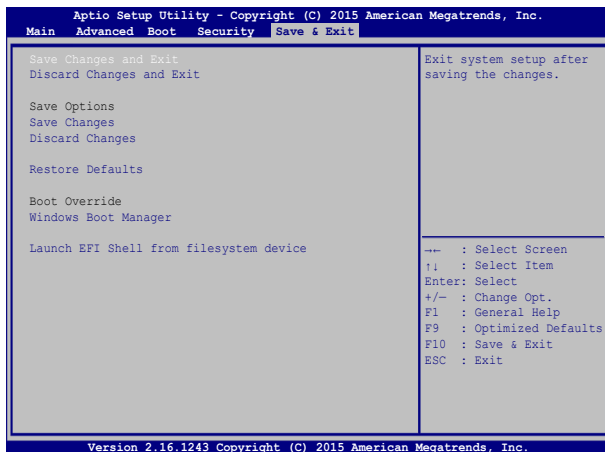 Aptio Setup Utility - Copyright (C) 2015 American Megatrends, Inc.
Main Advanced Boot Security Save & Exit
Save Changes and Exit
Discard Changes and Exit
Save Options
Save Changes
Discard Changes
Restore Defaults
Boot Override
Windows Boot Manager
Launch EFI Shell from filesystem device
Exit system setup after
saving the changes.
→← : Select Screen
↑↓ : Select Item
Enter: Select
+/— : Change Opt.
F1 : General Help
F9 : Optimized Defaults
F10 : Save & Exit
ESC : Exit
Version 2.16.1243 Copyright (C) 2015 American Megatrends, Inc.